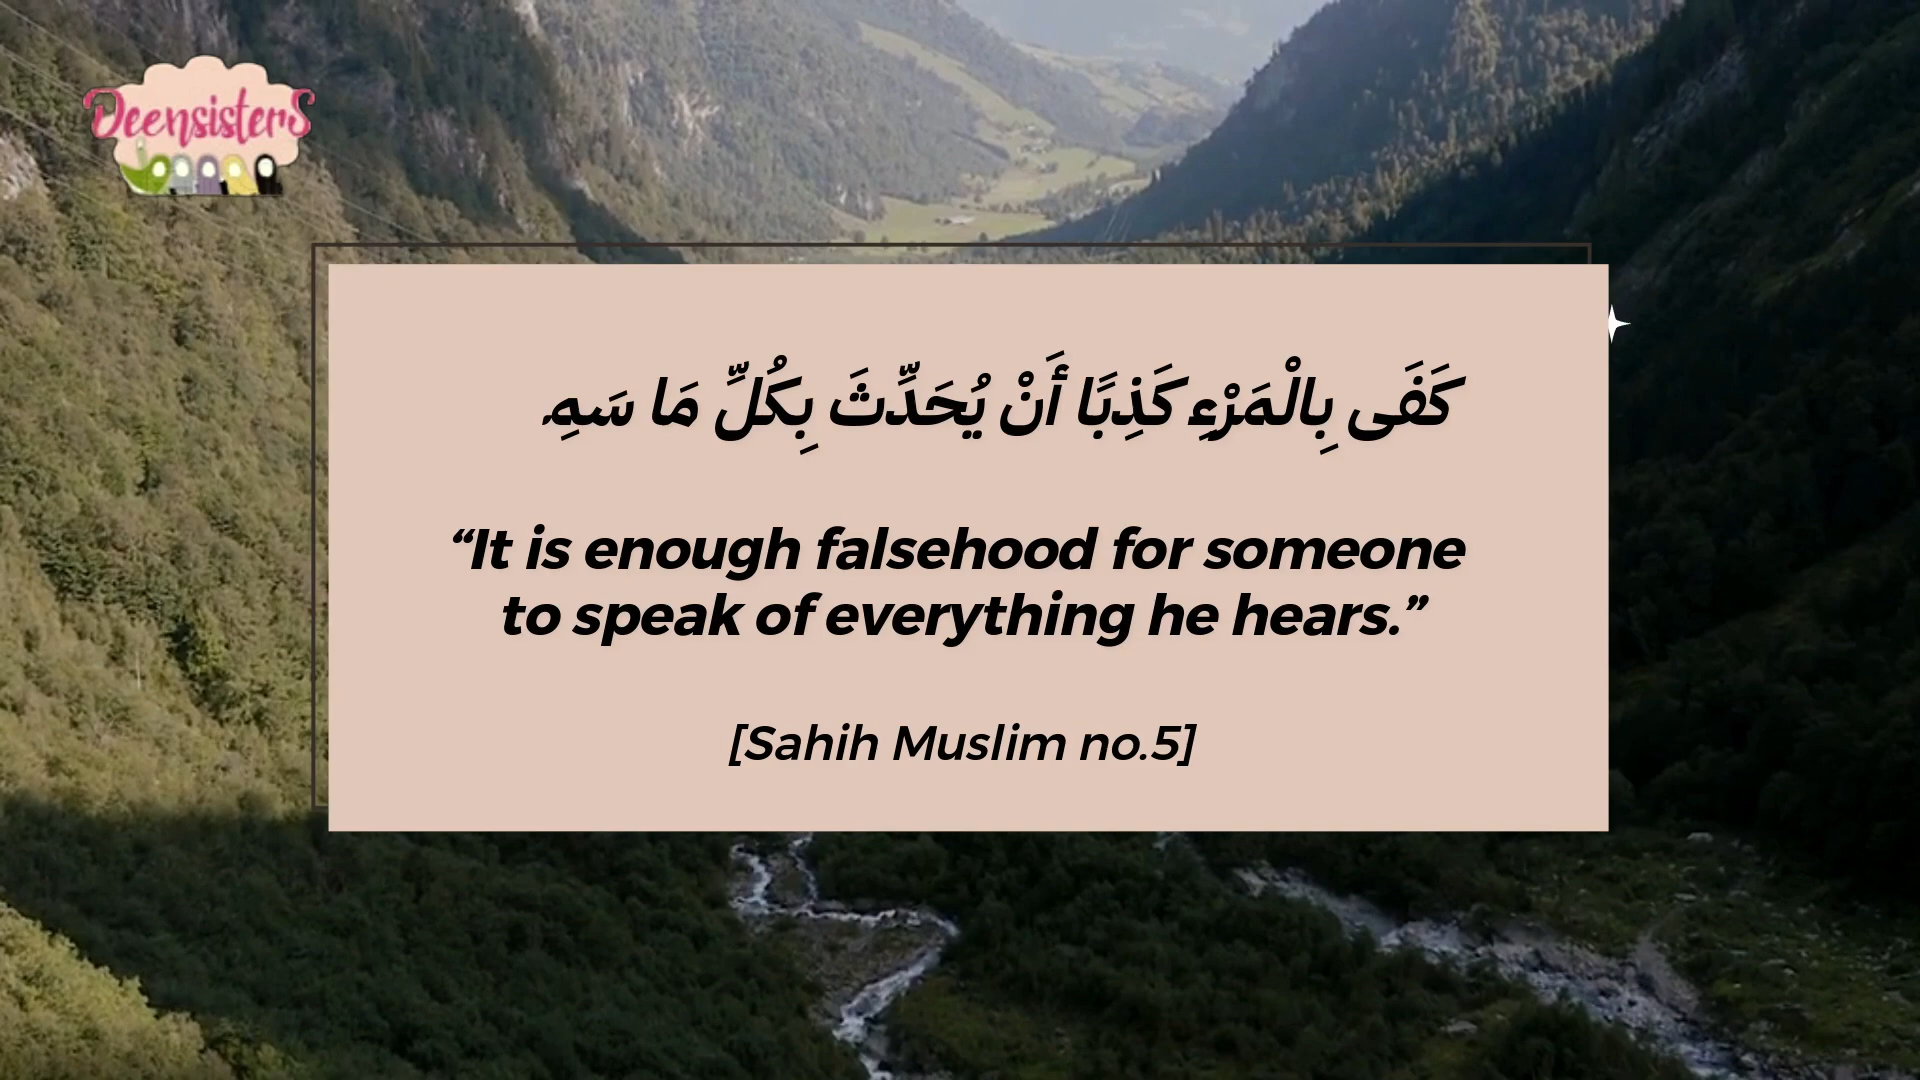 DeensisterS
كَفَى بِالْمَرْءِ كَذِبًا أَنْ يُحَدِّثَ بِكُلِّ مَا سَمِ
“It is enough falsehood for someone
to speak of everything he hears.”
[Sahih Muslim no.5]